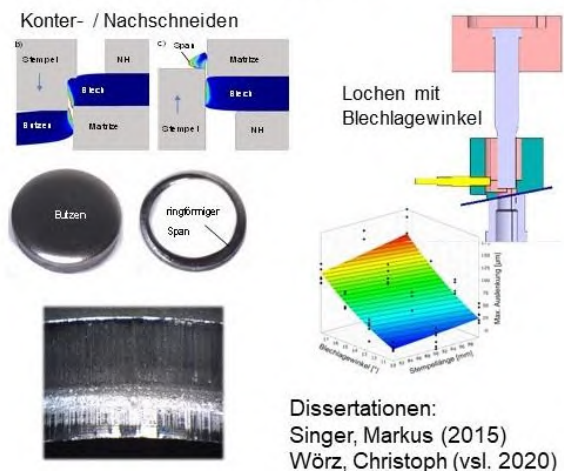 Konter- / Nachschneiden
b)
Stempel
NH
Blech
Butzen
Matrize
c)
Span
Matrize
Blech
Stempel
NH
Butzen
ringförmiger
Span
Lochen mit
Blechlagewinkel
Max. Auslenkung [µm]
Blechlagewinkel [°]
Stempellänge [mm]
Dissertationen:
Singer, Markus (2015)
Wörz, Christoph (vsl. 2020)